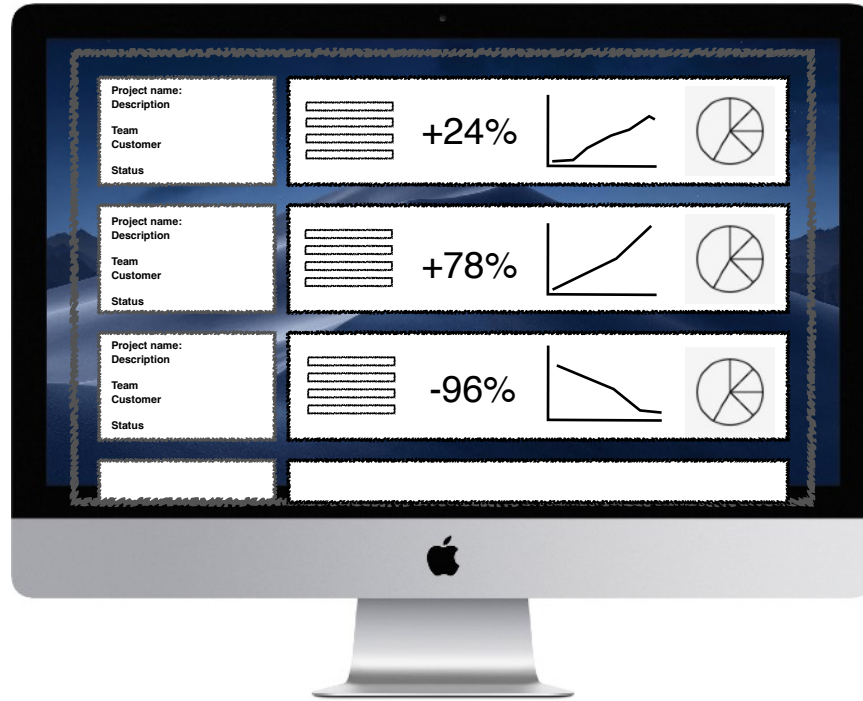 Project name:
Description
Team
Customer
Status
+24%
Project name:
Description
Team
Customer
Status
+78%
Project name:
Description
Team
Customer
Status
-96%